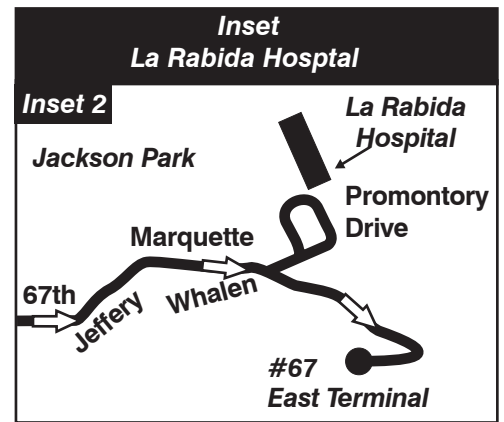 Inset
La Rabida Hosptal
Inset 2
La Rabida
Hospital
Jackson Park
Promontory
Drive
Marquette
67th
Jeffery
Whalen
#67
East Terminal